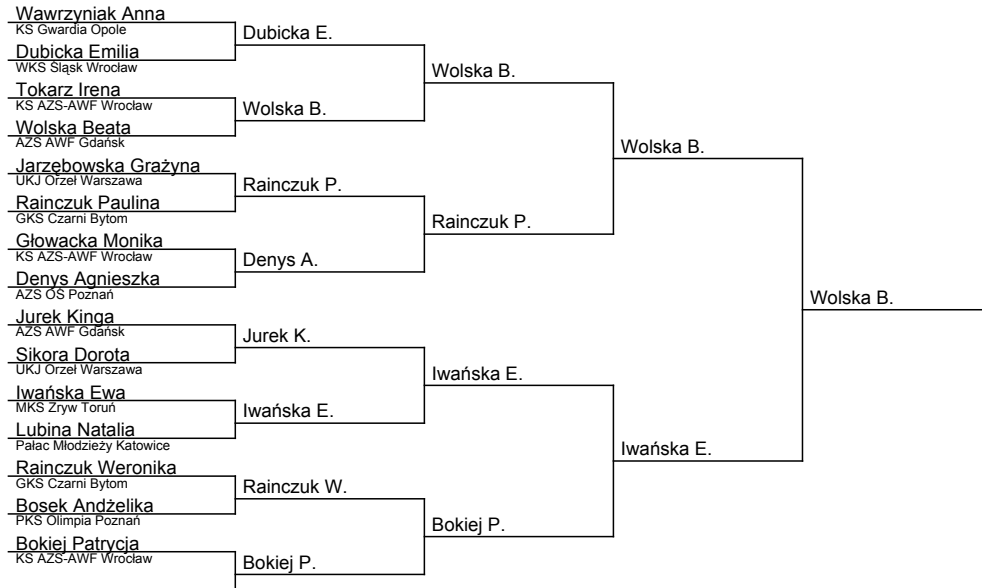 Wawrzyniak Anna
KS Gwardia Opole
Dubicka E.
Dubicka Emilia
WKS Śląsk Wrocław
Wolska B.
Tokarz Irena
KS AZS-AWF Wrocław
Wolska B.
Wolska Beata
AZS AWF Gdańsk
Wolska B.
Jarzębowska Grażyna
UKJ Orzeł Warszawa
Rainczuk P.
Rainczuk Paulina
GKS Czarni Bytom
Rainczuk P.
Głowacka Monika
KS AZS-AWF Wrocław
Denys A.
Denys Agnieszka
AZS OŚ Poznań
Wolska B.
Jurek Kinga
AZS AWF Gdańsk
Jurek K.
Sikora Dorota
UKJ Orzeł Warszawa
Iwańska E.
Iwańska Ewa
MKS Zryw Toruń
Iwańska E.
Lubina Natalia
Pałac Młodzieży Katowice
Iwańska E.
Rainczuk Weronika
GKS Czarni Bytom
Rainczuk W.
Bosek Andżelika
PKS Olimpia Poznań
Bokiej P.
Bokiej Patrycja
KS AZS-AWF Wrocław
Bokiej P.